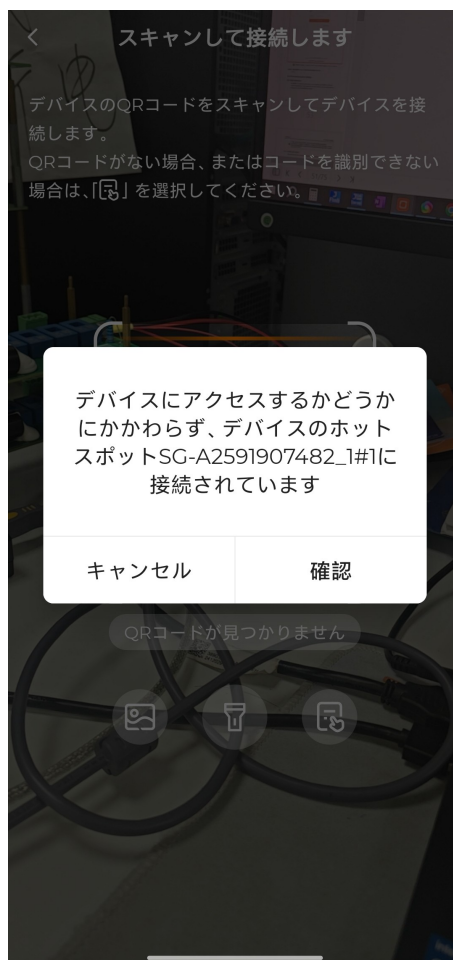 スキャンして接続します
デバイスのQRコードをスキャンしてデバイスを接
続します。
QRコードがない場合、またはコードを識別できない
場合は、「」を選択してください。
デバイスにアクセスするかどうか
にかかわらず、デバイスのホット
スポットSG-A2591907482_1#1に
接続されています
キャンセル
確認
QRコードが見つかりません